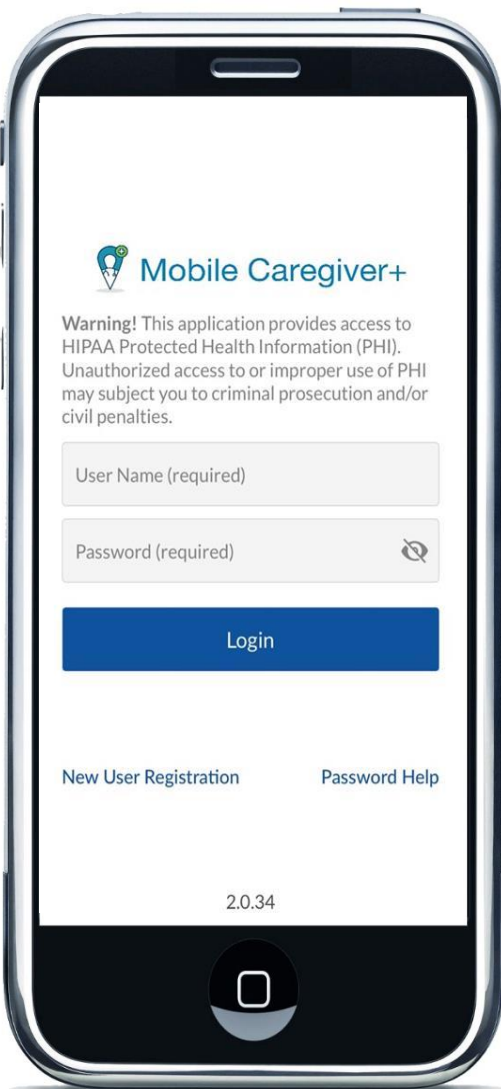 Mobile Caregiver+
Warning! This application provides access to
HIPAA Protected Health Information (PHI).
Unauthorized access to or improper use of PHI
may subject you to criminal prosecution and/or
civil penalties.
User Name (required)
Password (required)
Login
New User Registration Password Help
2.0.34